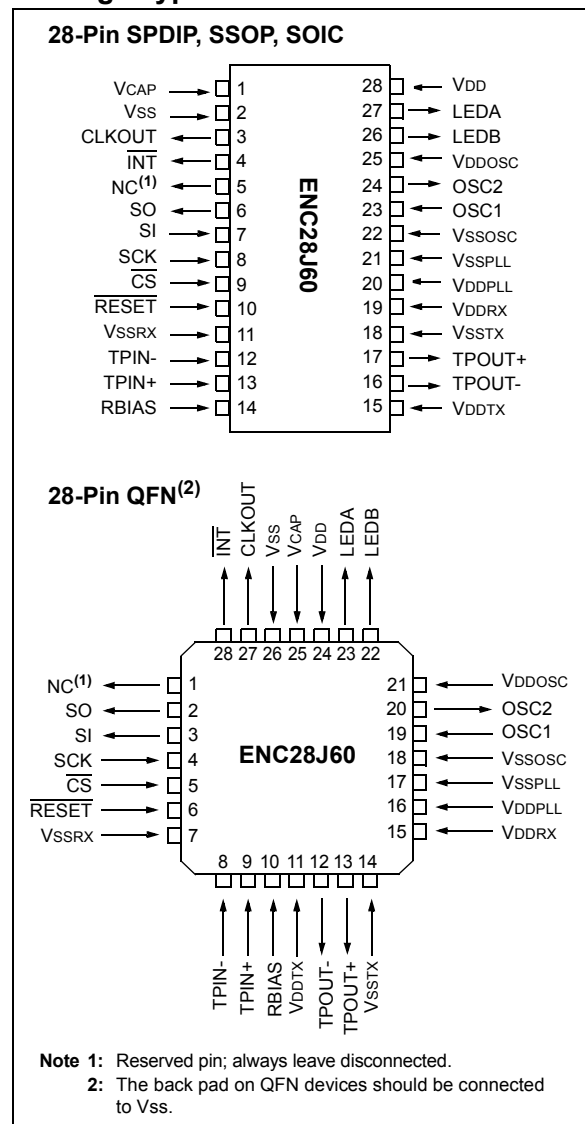 28-Pin SPDIP, SSOP, SOIC
VCAP 1 28 VDD
VSS 2 27 LEDA
CLKOUT 3 26 LEDB
INT 4 25 VDDOSC
NC(1) 5 24 OSC2
SO 6 23 OSC1
SI 7 22 VSSOSC
SCK 8 21 VSSPLL
CS 9 20 VDDPLL
RESET 10 19 VDDRX
VSSRX 11 18 VSSTX
TPIN- 12 17 TPOUT+
TPIN+ 13 16 TPOUT-
RBIAS 14 15 VDDTX
ENC28J60
28-Pin QFN(2)
INT CLKOUT VSS VCAP VDD LEDA LEDB
28 27 26 25 24 23 22
NC(1) 1 21 VDDOSC
SO 2 20 OSC2
SI 3 19 OSC1
SCK 4 18 VSSOSC
CS 5 17 VSSPLL
RESET 6 16 VDDPLL
VSSRX 7 15 VDDRX
ENC28J60
8 9 10 11 12 13 14
TPIN- TPIN+ RBIAS VDDTX TPOUT- TPOUT+ VSSTX
Note 1: Reserved pin; always leave disconnected.
2: The back pad on QFN devices should be connected
to Vss.